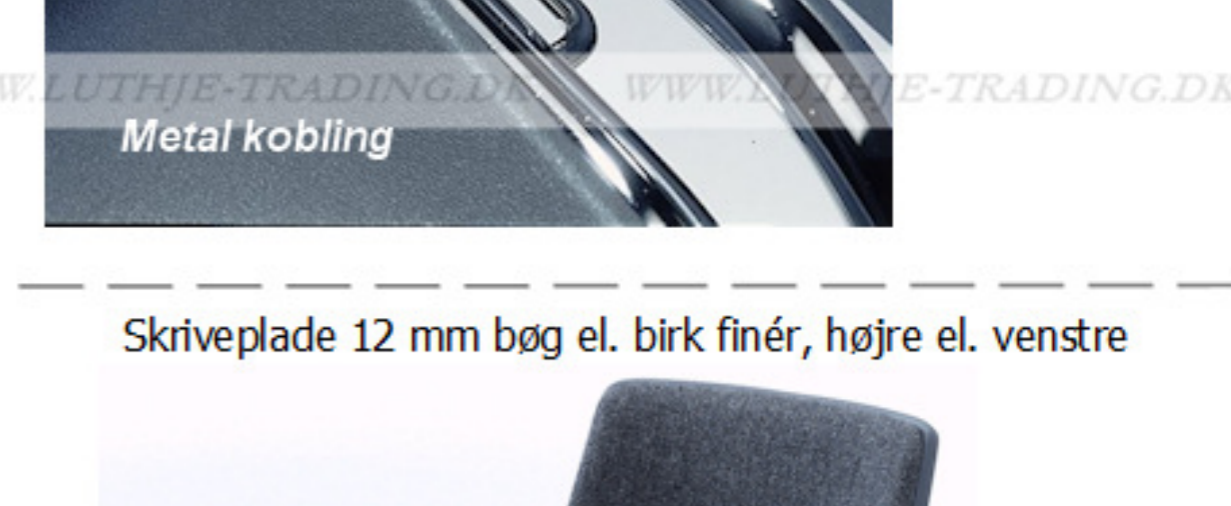 W.LUTHJE-TRADING.DK WWW.LUTHJE-TRADING.DK
Metal kobling
Skriveplade 12 mm bøg el. birk finér, højre el. venstre